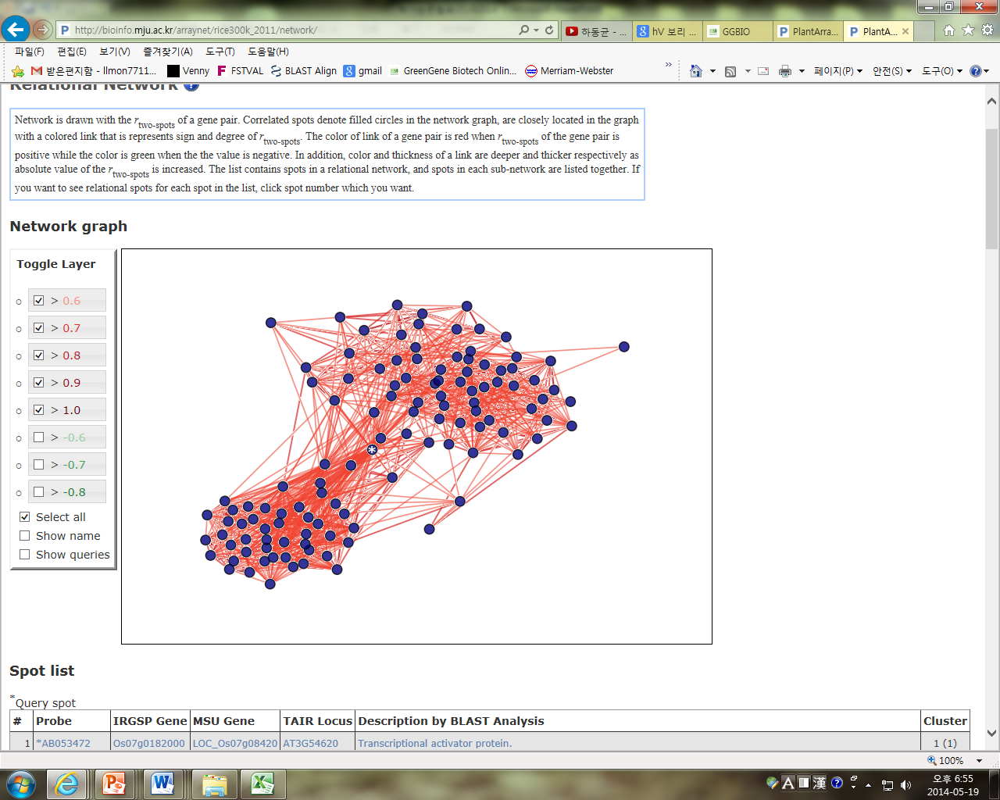 http://bioinfo.mju.ac.kr/arraynet/rice300k_2011/network/
하동균 - ...
hV 보리 ...
GGBIO
PlantArra...
PlantA...
파일(F) 편집(E) 보기(V) 즐겨찾기(A) 도구(T) 도움말(H)
받은편지함 - llmon7711... Venny FSTVAL BLAST Align gmail GreenGene Biotech Onlin... Merriam-Webster » 페이지(P) 안전(S) 도구(O)
Relational Network
Network is drawn with the r two-spots of a gene pair. Correlated spots denote filled circles in the network graph, are closely located in the graph
with a colored link that is represents sign and degree of r two-spots. The color of link of a gene pair is red when r two-spots of the gene pair is
positive while the color is green when the the value is negative. In addition, color and thickness of a link are deeper and thicker respectively as
absolute value of the r two-spots is increased. The list contains spots in a relational network, and spots in each sub-network are listed together. If
you want to see relational spots for each spot in the list, click spot number which you want.
Network graph
Toggle Layer
> 0.6
> 0.7
> 0.8
> 0.9
> 1.0
> -0.6
> -0.7
> -0.8
Select all
Show name
Show queries
Spot list
*Query spot
# Probe IRGSP Gene MSU Gene TAIR Locus Description by BLAST Analysis Cluster
1 *AB053472 Os07g0182000 LOC_Os07g08420 AT3G54620 Transcriptional activator protein. 1 (1)
100%
A 漢
오후 6:55
2014-05-19